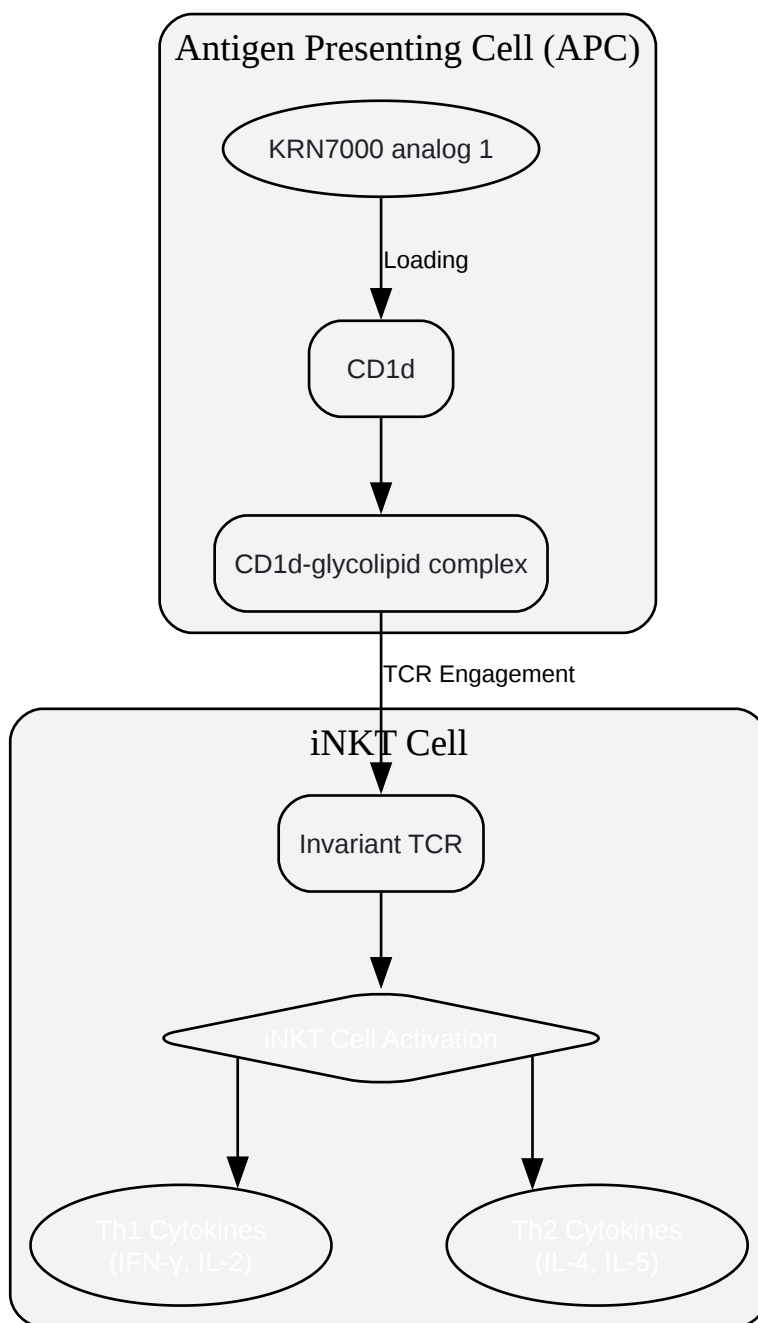 Antigen Presenting Cell (APC)
KRN7000 analog 1
Loading
CD1d
CD1d-glycolipid complex
TCR Engagement
iNKT Cell
Invariant TCR
iNKT Cell Activation
Th1 Cytokines
(IFN-γ, IL-2)
Th2 Cytokines
(IL-4, IL-5)